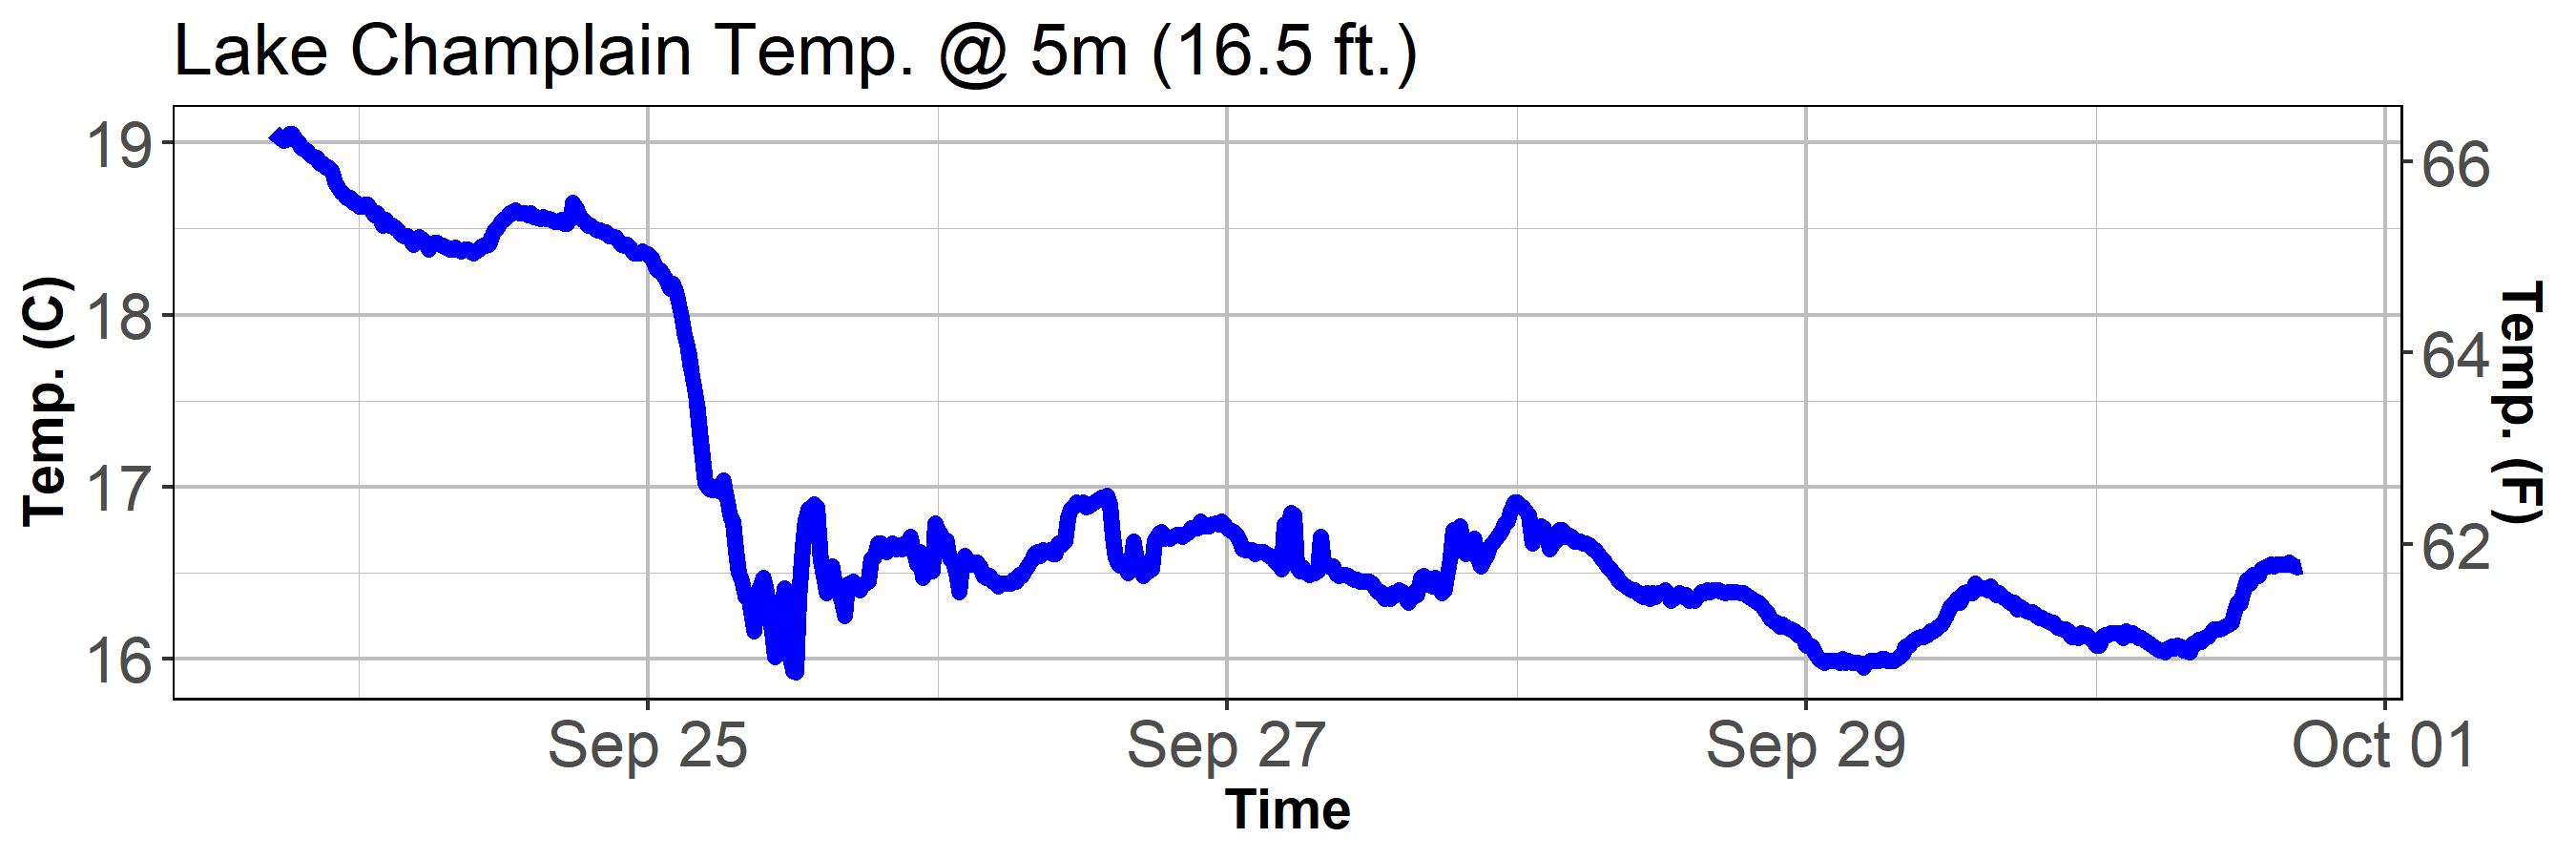 Lake Champlain Temp. @ 5m (16.5 ft.)
Temp. (C)
19
18
17
16
66
64
62
Temp. (F)
Sep 25
Sep 27
Sep 29
Oct 01
Time